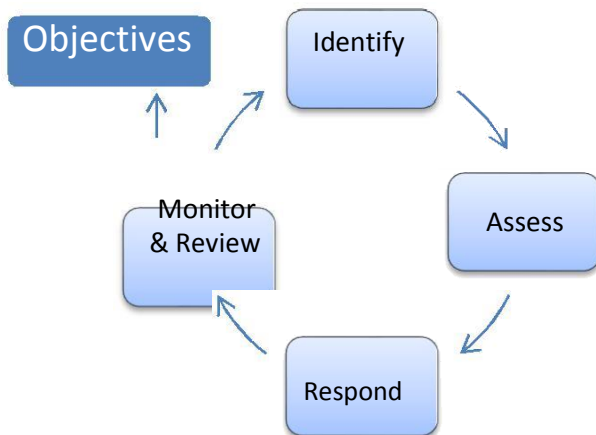 Objectives
Identify
Assess
Respond
Monitor
& Review